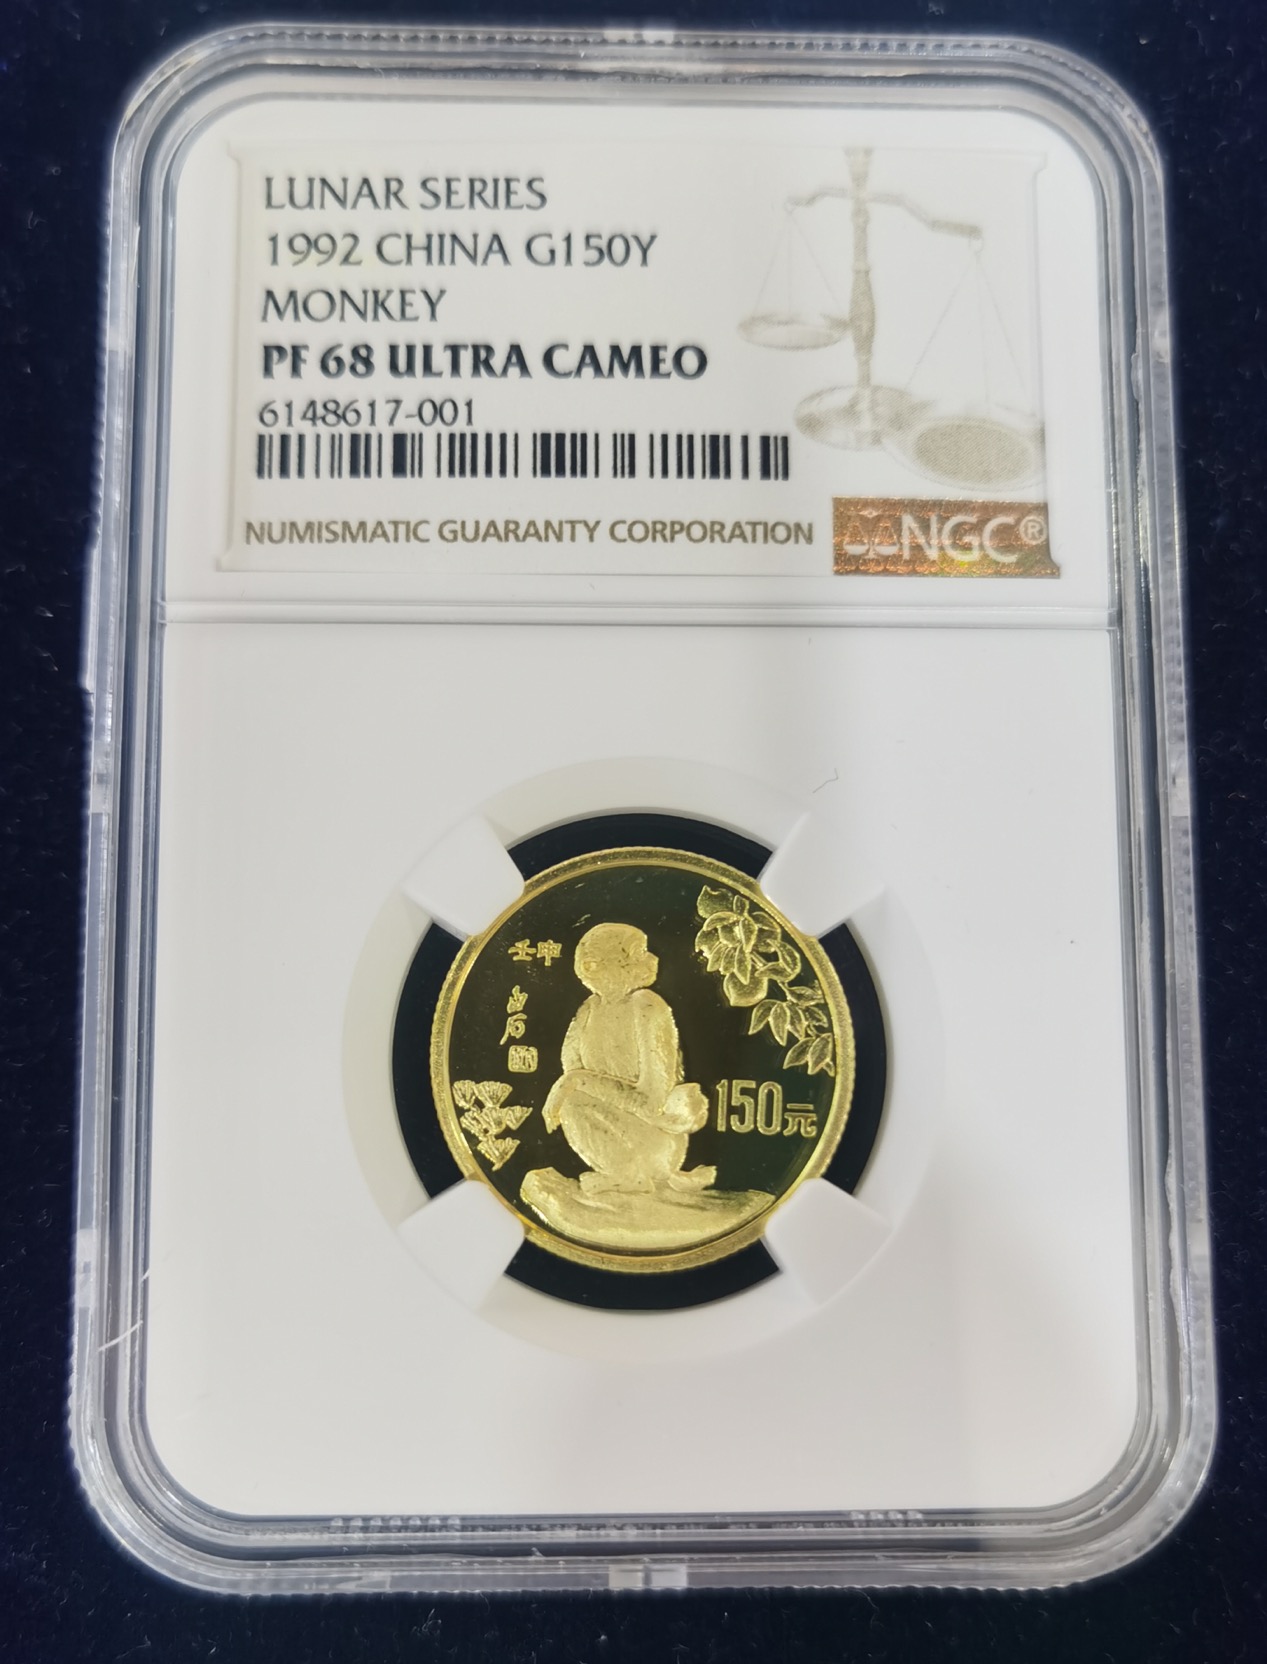 LUNAR SERIES
1992 CHINA G150Y
MONKEY
PF 68 ULTRA CAMEO
6148617-001
NUMISMATIC GUARANTY CORPORATION
NGC®
壬申
白石
150元